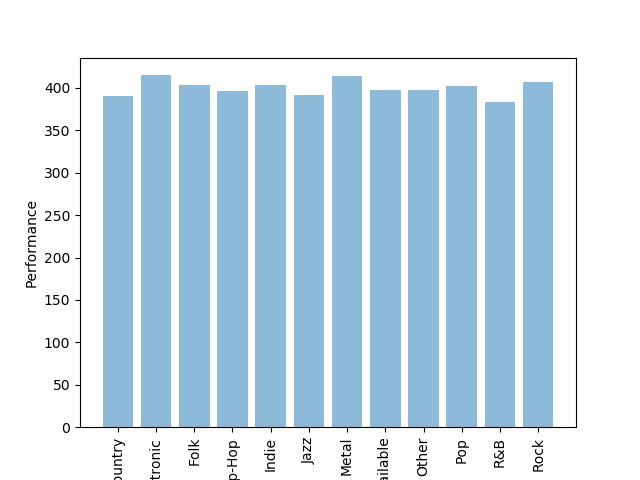 Performance
400
350
300
250
200
150
100
50
0
ountry
tronic
Folk
p-Hop
Indie
Jazz
Metal
ailable
Other
Pop
R&B
Rock